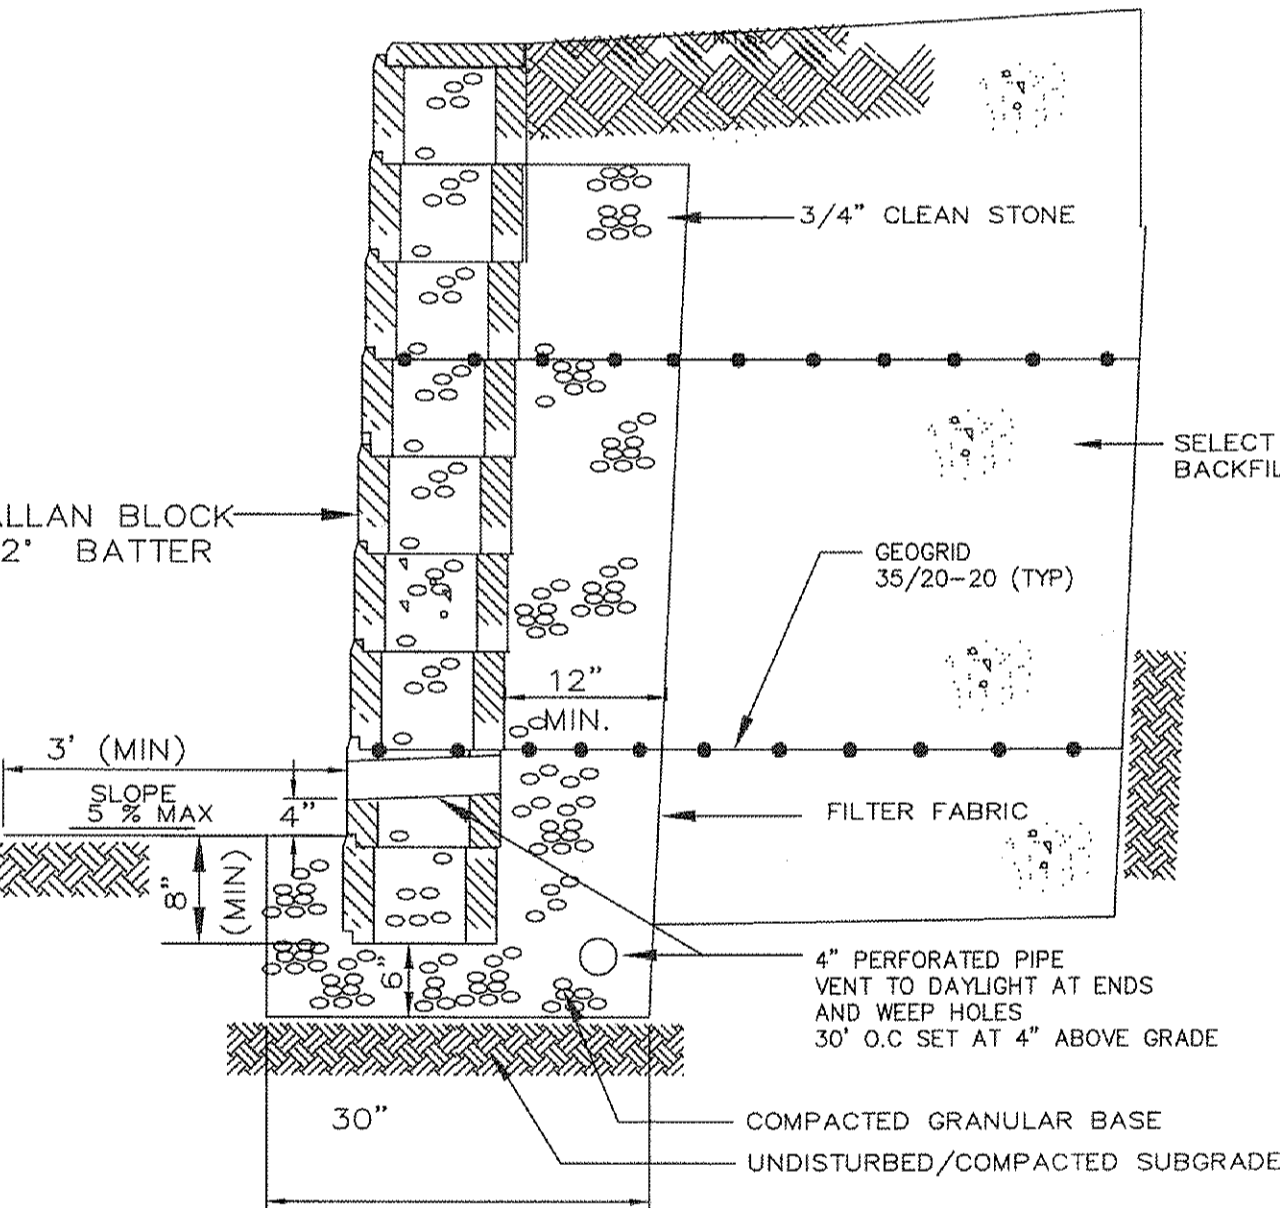 3/4" CLEAN STONE
SELECT
BACKFIL
ALLAN BLOCK
2° BATTER
GEOGRID
35/20-20 (TYP)
12"
MIN.
3' (MIN)
SLOPE
5 % MAX
4"
FILTER FABRIC
8"
(MIN)
6"
4" PERFORATED PIPE
VENT TO DAYLIGHT AT ENDS
AND WEEP HOLES
30' O.C SET AT 4" ABOVE GRADE
30"
COMPACTED GRANULAR BASE
UNDISTURBED/COMPACTED SUBGRADE